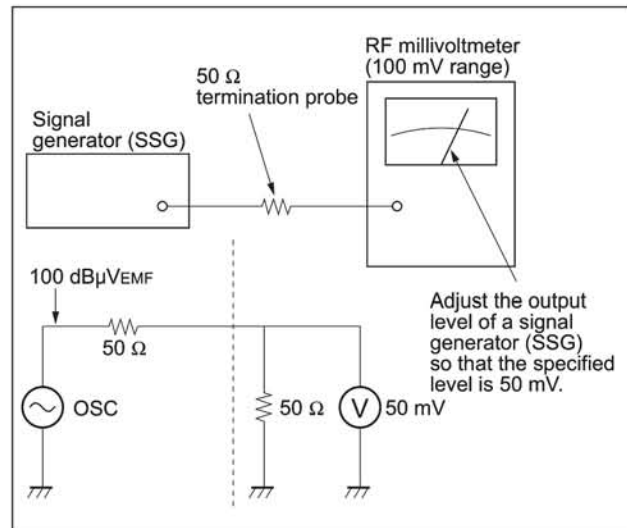 RF millivoltmeter
(100 mV range)
50 Ω
termination probe
Signal
generator (SSG)
100 dBμVEMF
50 Ω
OSC
50 Ω
V
50 mV
Adjust the output
level of a signal
generator (SSG)
so that the specified
level is 50 mV.